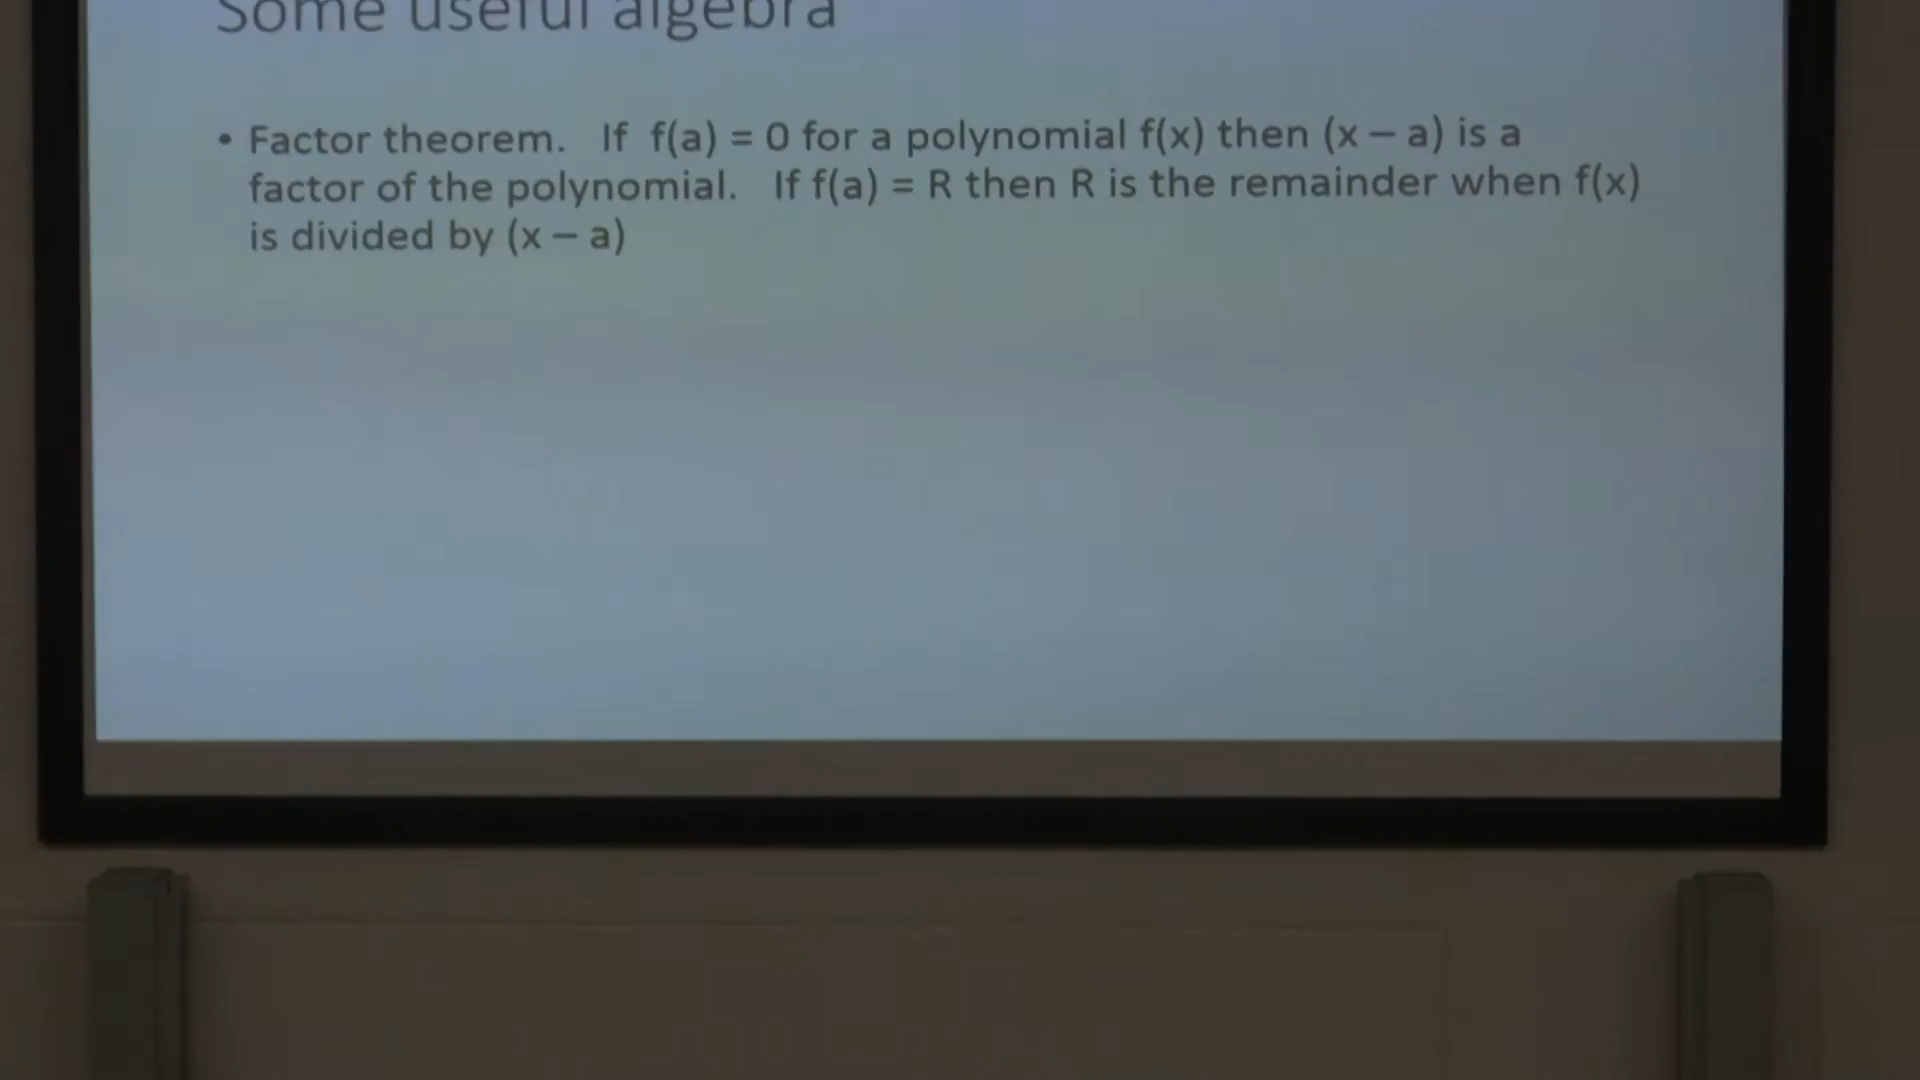 Some useful algebra
• Factor theorem. If f(a) = 0 for a polynomial f(x) then (x – a) is a
factor of the polynomial. If f(a) = R then R is the remainder when f(x)
is divided by (x – a)